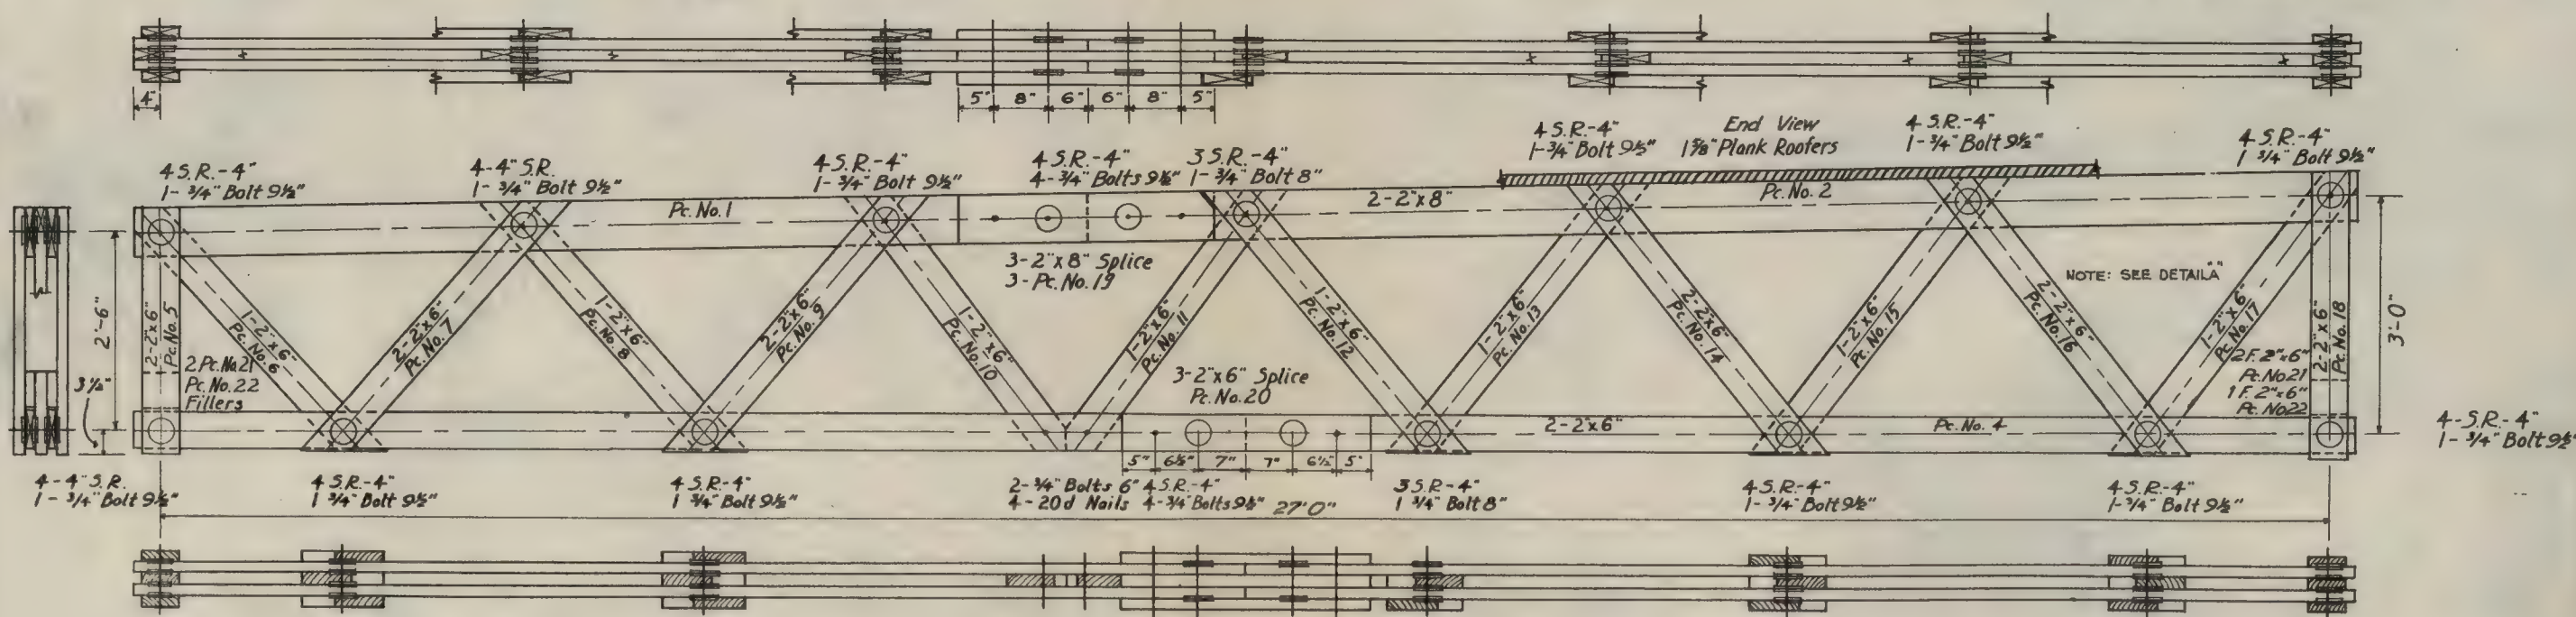 4"
5" 8" 6" 6" 8" 5"
4 S.R.-4"
1-3/4" Bolt 9½"
4-4" S.R.
1-3/4" Bolt 9½"
4 S.R.-4"
1-3/4" Bolt 9½"
4 S.R.-4"
4-3/4" Bolts 9½"
3 S.R.-4"
1-3/4" Bolt 8"
4 S.R.-4"
1-3/4" Bolt 9½"
End View
1⅝" Plank Roofers
4 S.R.-4"
1-3/4" Bolt 9½"
4 S.R.-4"
1 3/4" Bolt 9½"
Pc. No. 1
2-2"x8"
Pc. No. 2
3-2"x8" Splice
3-Pc. No. 19
NOTE: SEE DETAIL "A"
2'-6"
3½"
2-2"x6"
Pc. No. 5
1-2"x6"
Pc. No. 6
2-2"x6"
Pc. No. 7
1-2"x6"
Pc. No. 8
2-2"x6"
Pc. No. 9
1-2"x6"
Pc. No. 10
1-2"x6"
Pc. No. 11
1-2"x6"
Pc. No. 12
1-2"x6"
Pc. No. 13
2-2"x6"
Pc. No. 14
1-2"x6"
Pc. No. 15
2-2"x6"
Pc. No. 16
1-2"x6"
Pc. No. 17
2-2"x6"
Pc. No. 18
3'-0"
2 Pc. No. 21
Pc. No. 22
Fillers
3-2"x6" Splice
Pc. No. 20
2 F. 2"x6"
Pc. No 21
1 F. 2"x6"
Pc. No 22
2-2"x6"
Pc. No. 4
5" 6½" 7" 7" 6½" 5"
4-S.R.-4"
1-3/4" Bolt 9½"
4-4" S.R.
1-3/4" Bolt 9½"
4 S.R.-4"
1 3/4" Bolt 9½"
4 S.R.-4"
1 3/4" Bolt 9½"
2-3/4" Bolts 6"
4-20d Nails
4 S.R.-4"
4-3/4" Bolts 9½"
27'0"
3 S.R-4"
1 3/4" Bolt 8"
4 S.R-4"
1-3/4" Bolt 9½"
4 S.R-4"
1-3/4" Bolt 9½"